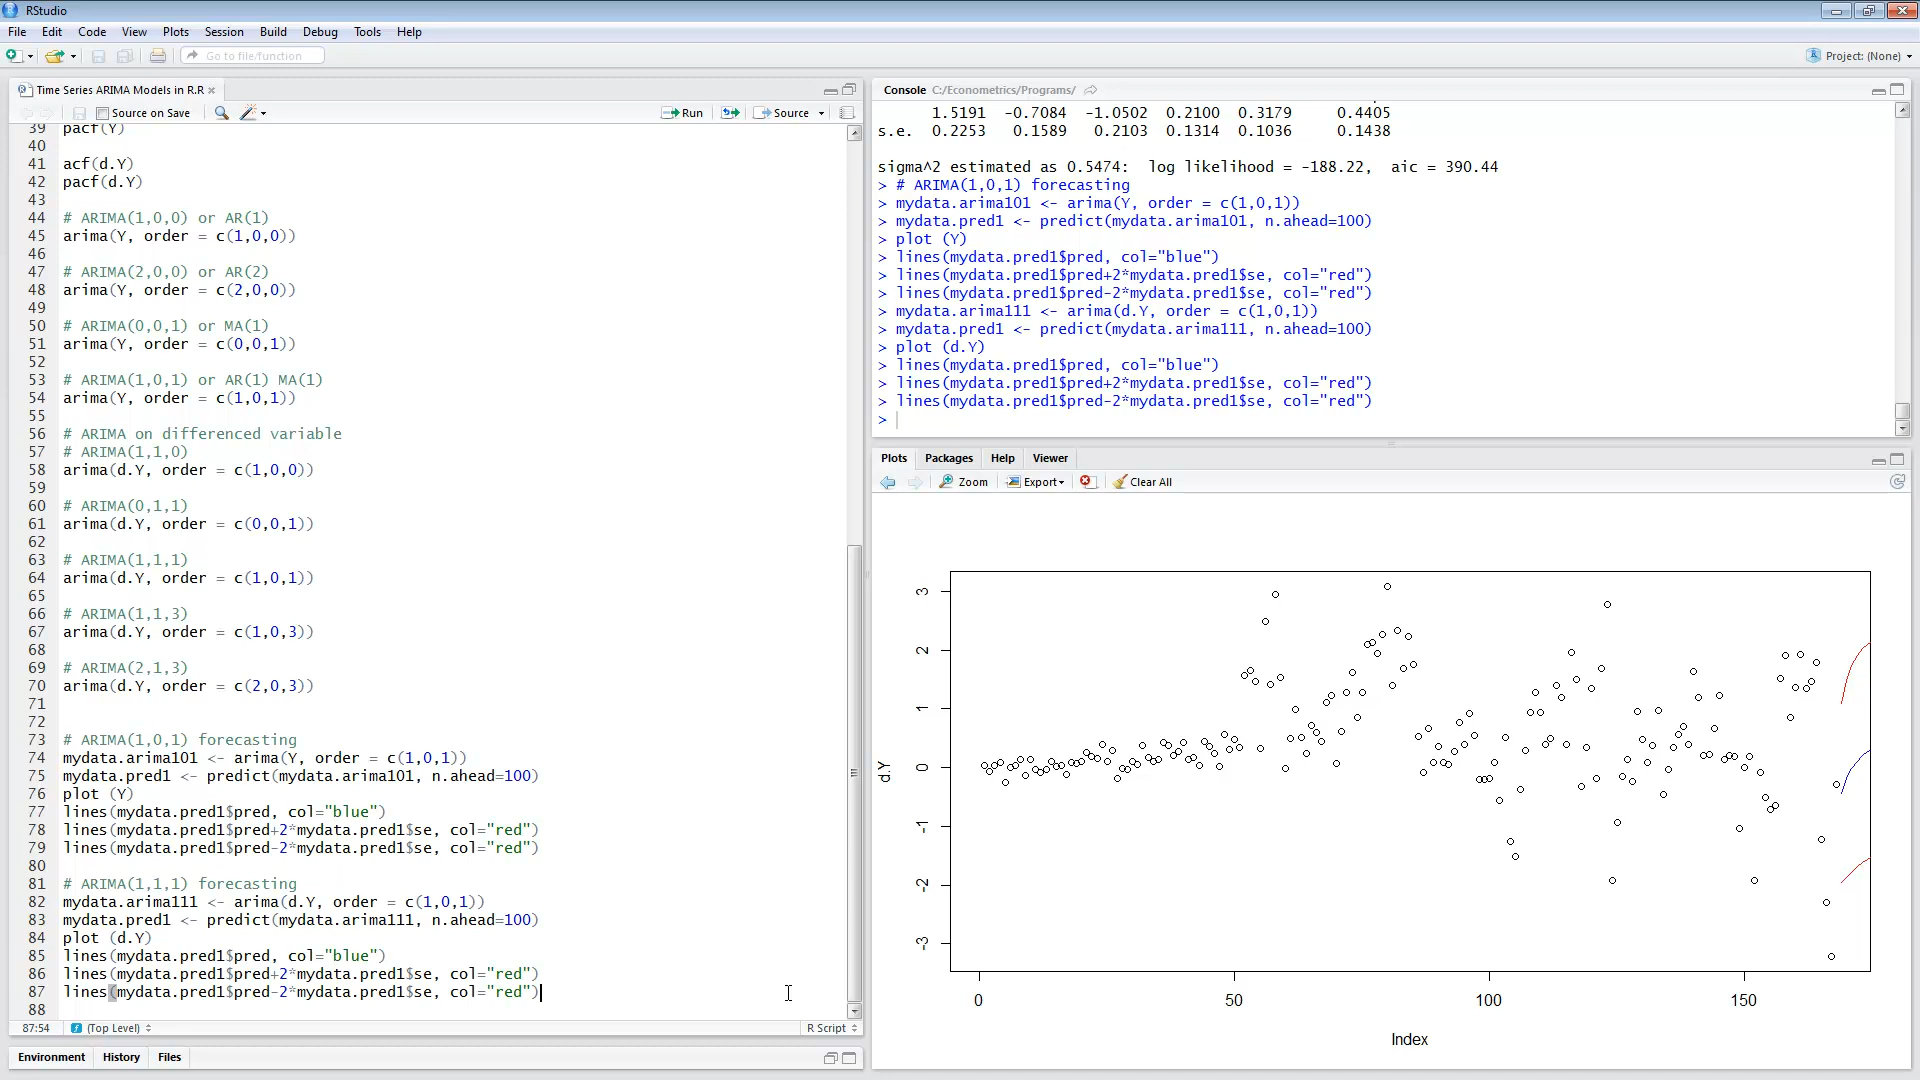 RStudio
File Edit Code View Plots Session Build Debug Tools Help
Go to file/function
Project: (None)
Time Series ARIMA Models in R.R
Source on Save
Run
Source
39 pacf(Y)
40
41 acf(d.Y)
42 pacf(d.Y)
43
44 # ARIMA(1,0,0) or AR(1)
45 arima(Y, order = c(1,0,0))
46
47 # ARIMA(2,0,0) or AR(2)
48 arima(Y, order = c(2,0,0))
49
50 # ARIMA(0,0,1) or MA(1)
51 arima(Y, order = c(0,0,1))
52
53 # ARIMA(1,0,1) or AR(1) MA(1)
54 arima(Y, order = c(1,0,1))
55
56 # ARIMA on differenced variable
57 # ARIMA(1,1,0)
58 arima(d.Y, order = c(1,0,0))
59
60 # ARIMA(0,1,1)
61 arima(d.Y, order = c(0,0,1))
62
63 # ARIMA(1,1,1)
64 arima(d.Y, order = c(1,0,1))
65
66 # ARIMA(1,1,3)
67 arima(d.Y, order = c(1,0,3))
68
69 # ARIMA(2,1,3)
70 arima(d.Y, order = c(2,0,3))
71
72
73 # ARIMA(1,0,1) forecasting
74 mydata.arima101 <- arima(Y, order = c(1,0,1))
75 mydata.pred1 <- predict(mydata.arima101, n.ahead=100)
76 plot (Y)
77 lines(mydata.pred1$pred, col="blue")
78 lines(mydata.pred1$pred+2*mydata.pred1$se, col="red")
79 lines(mydata.pred1$pred-2*mydata.pred1$se, col="red")
80
81 # ARIMA(1,1,1) forecasting
82 mydata.arima111 <- arima(d.Y, order = c(1,0,1))
83 mydata.pred1 <- predict(mydata.arima111, n.ahead=100)
84 plot (d.Y)
85 lines(mydata.pred1$pred, col="blue")
86 lines(mydata.pred1$pred+2*mydata.pred1$se, col="red")
87 lines(mydata.pred1$pred-2*mydata.pred1$se, col="red")
88
87:54 (Top Level) R Script
Environment History Files
Console C:/Econometrics/Programs/
1.5191 -0.7084 -1.0502 0.2100 0.3179 0.4405
s.e. 0.2253 0.1589 0.2103 0.1314 0.1036 0.1438
sigma^2 estimated as 0.5474: log likelihood = -188.22, aic = 390.44
> # ARIMA(1,0,1) forecasting
> mydata.arima101 <- arima(Y, order = c(1,0,1))
> mydata.pred1 <- predict(mydata.arima101, n.ahead=100)
> plot (Y)
> lines(mydata.pred1$pred, col="blue")
> lines(mydata.pred1$pred+2*mydata.pred1$se, col="red")
> lines(mydata.pred1$pred-2*mydata.pred1$se, col="red")
> mydata.arima111 <- arima(d.Y, order = c(1,0,1))
> mydata.pred1 <- predict(mydata.arima111, n.ahead=100)
> plot (d.Y)
> lines(mydata.pred1$pred, col="blue")
> lines(mydata.pred1$pred+2*mydata.pred1$se, col="red")
> lines(mydata.pred1$pred-2*mydata.pred1$se, col="red")
>
Plots Packages Help Viewer
Zoom Export Clear All
3
2
1
0
-1
-2
-3
d.Y
0 50 100 150
Index